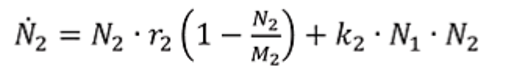 Ṅ₂ = N₂ · r₂ (1 − N₂/M₂) + k₂ · N₁ · N₂